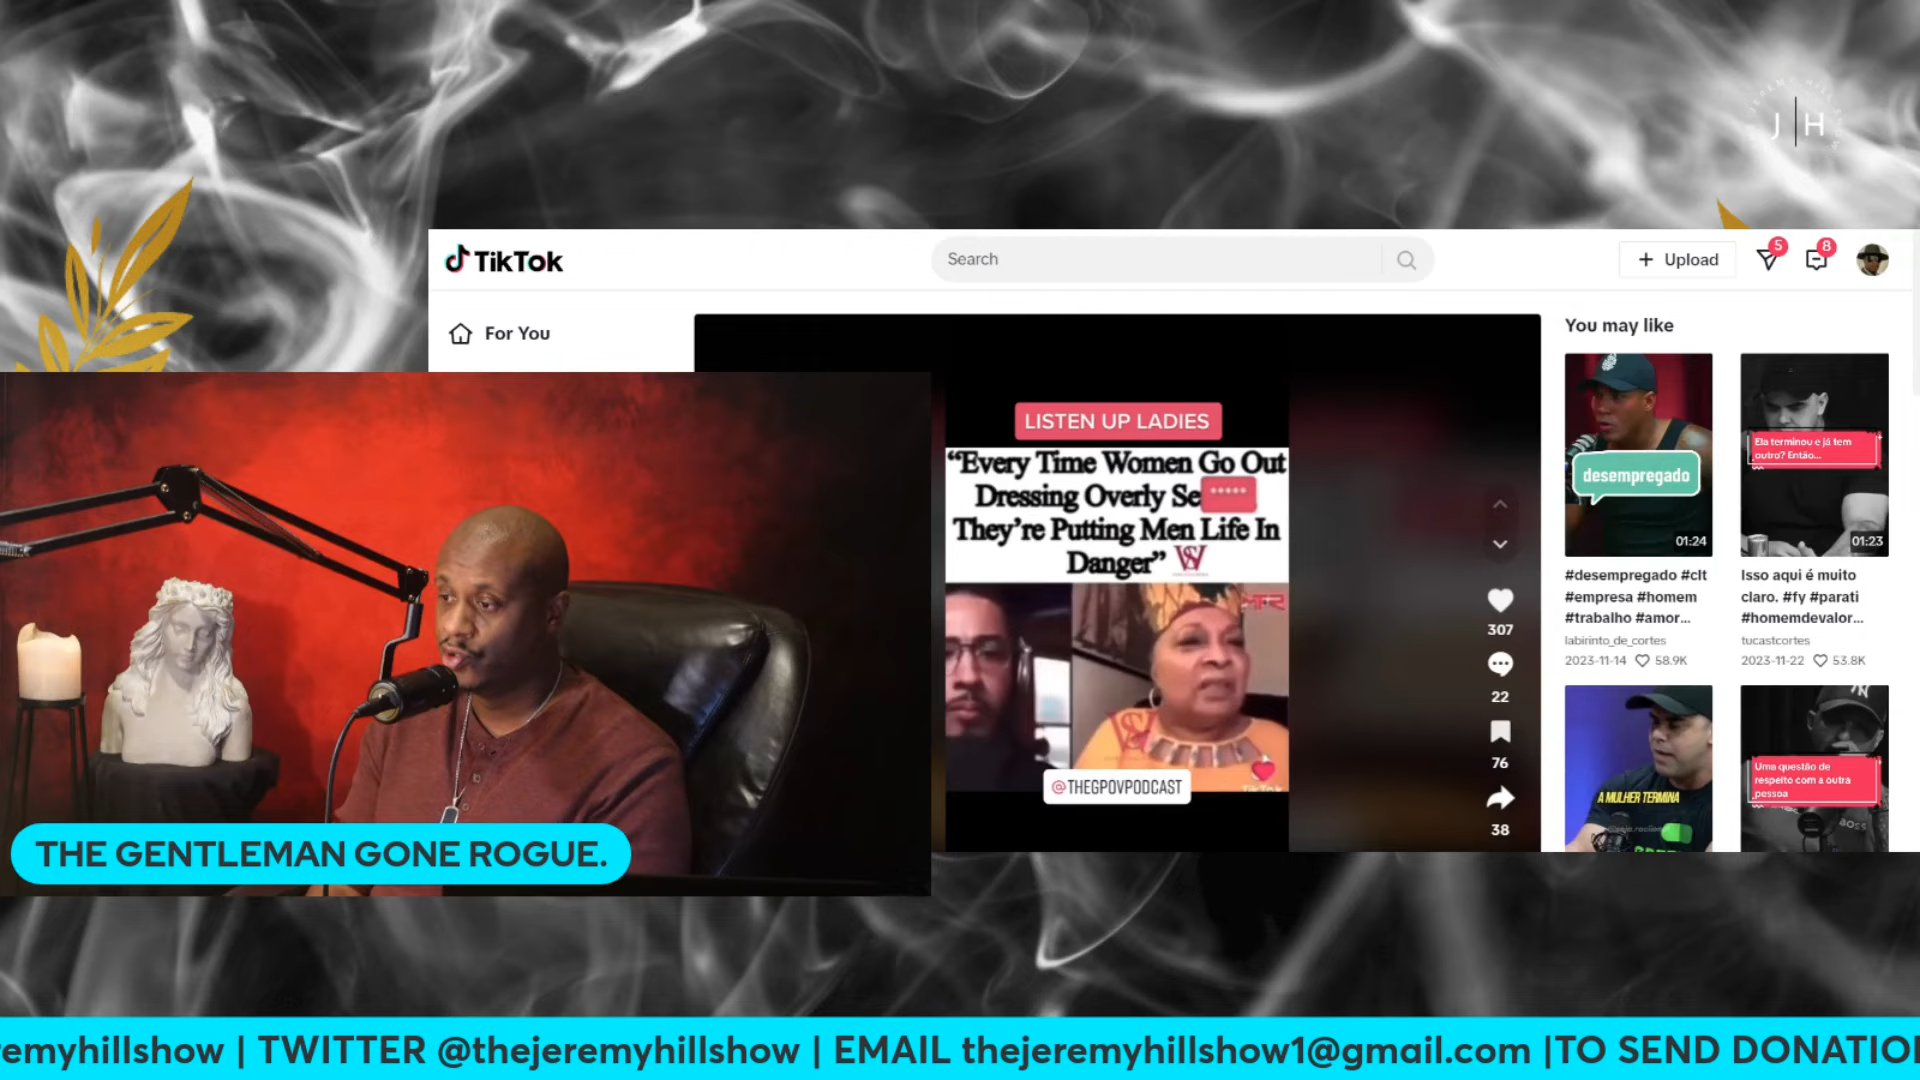 J H
TikTok
Search
Upload
5
8
For You
You may like
LISTEN UP LADIES
“Every Time Women Go Out
Dressing Overly Se*****
They’re Putting Men Life In
Danger”
@THEGPOVPODCAST
TikTok
307
22
76
38
desempregado
01:24
#desempregado #clt
#empresa #homem
#trabalho #amor...
labirinto_de_cortes
2023-11-14 58.9K
Ela terminou e já tem
outro? Então...
01:23
Isso aqui é muito
claro. #fy #parati
#homemdevalor...
tucastcortes
2023-11-22 53.8K
A MULHER TERMINA
Uma questão de
respeito com a outra
pessoa
BOSS
THE GENTLEMAN GONE ROGUE.
emyhillshow | TWITTER @thejeremyhillshow | EMAIL thejeremyhillshow1@gmail.com |TO SEND DONATIO